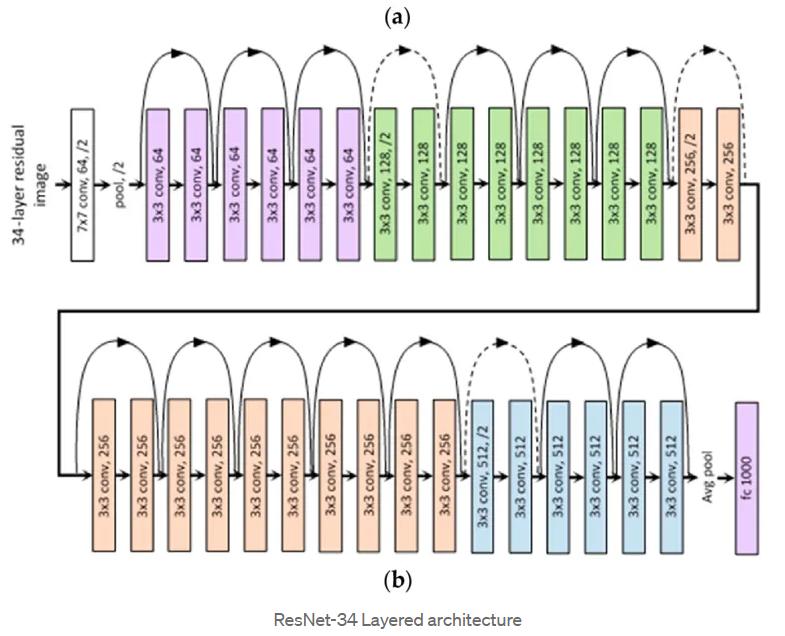 (a)
34-layer residual
image
7x7 conv, 64, /2
pool, /2
3x3 conv, 64
3x3 conv, 64
3x3 conv, 64
3x3 conv, 64
3x3 conv, 64
3x3 conv, 64
3x3 conv, 128, /2
3x3 conv, 128
3x3 conv, 128
3x3 conv, 128
3x3 conv, 128
3x3 conv, 128
3x3 conv, 128
3x3 conv, 128
3x3 conv, 256, /2
3x3 conv, 256
3x3 conv, 256
3x3 conv, 256
3x3 conv, 256
3x3 conv, 256
3x3 conv, 256
3x3 conv, 256
3x3 conv, 256
3x3 conv, 256
3x3 conv, 256
3x3 conv, 256
3x3 conv, 512, /2
3x3 conv, 512
3x3 conv, 512
3x3 conv, 512
3x3 conv, 512
3x3 conv, 512
Avg pool
fc 1000
(b)
ResNet-34 Layered architecture